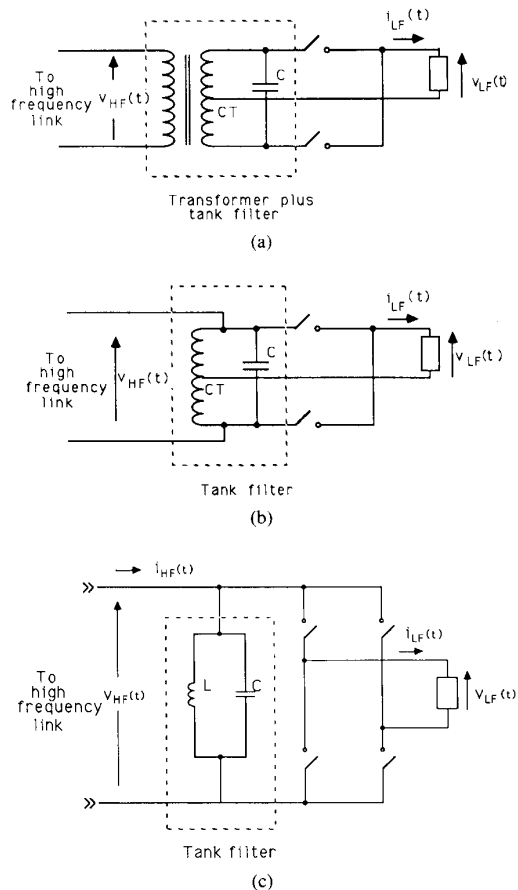 i_LF(t)
To
high
frequency
link
v_HF(t)
C
CT
v_LF(t)
Transformer plus
tank filter
(a)
i_LF(t)
To
high
frequency
link
v_HF(t)
C
CT
v_LF(t)
Tank filter
(b)
i_HF(t)
i_LF(t)
To
high
frequency
link
v_HF(t)
L
C
v_LF(t)
Tank filter
(c)